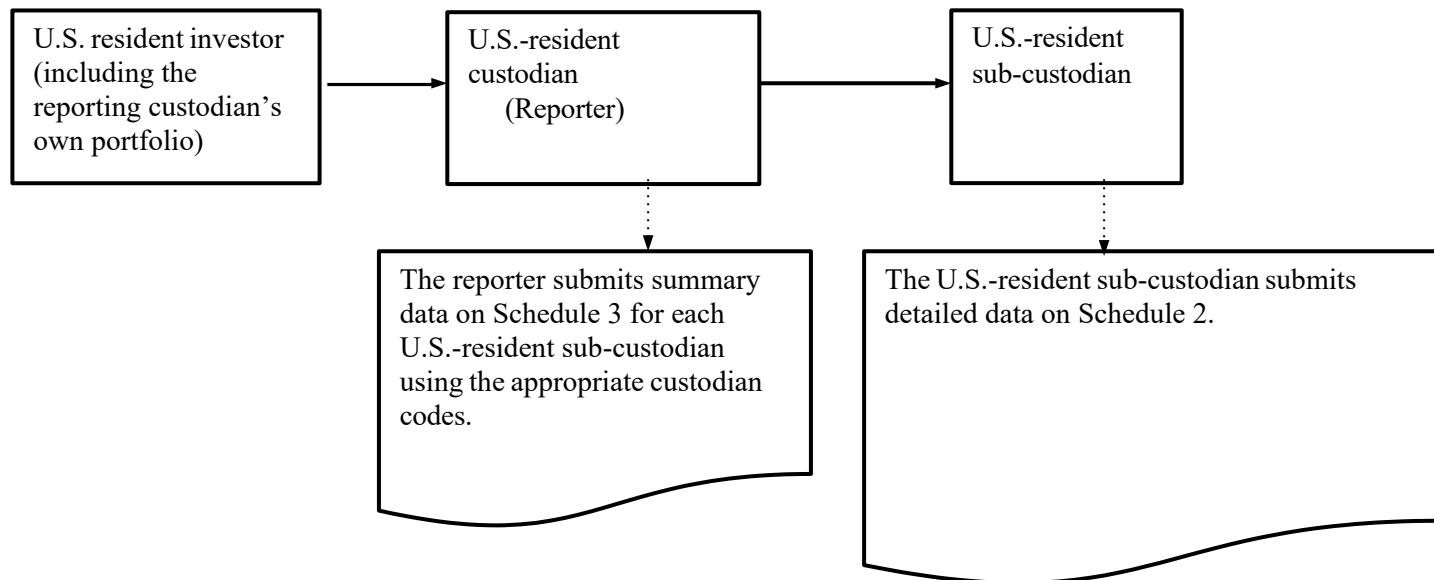 U.S. resident investor
(including the
reporting custodian’s
own portfolio)
U.S.-resident
custodian
(Reporter)
U.S.-resident
sub-custodian
The reporter submits summary
data on Schedule 3 for each
U.S.-resident sub-custodian
using the appropriate custodian
codes.
The U.S.-resident sub-custodian submits
detailed data on Schedule 2.